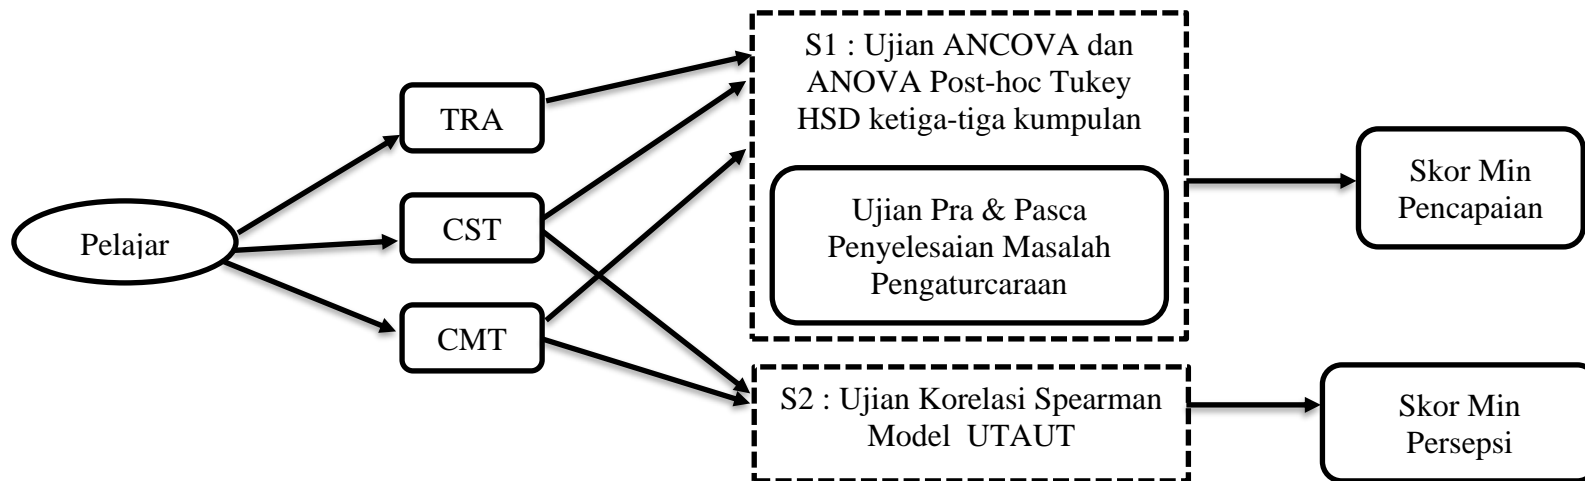 Pelajar
TRA
CST
CMT
S1 : Ujian ANCOVA dan
ANOVA Post-hoc Tukey
HSD ketiga-tiga kumpulan
Ujian Pra & Pasca
Penyelesaian Masalah
Pengaturcaraan
S2 : Ujian Korelasi Spearman
Model UTAUT
Skor Min
Pencapaian
Skor Min
Persepsi